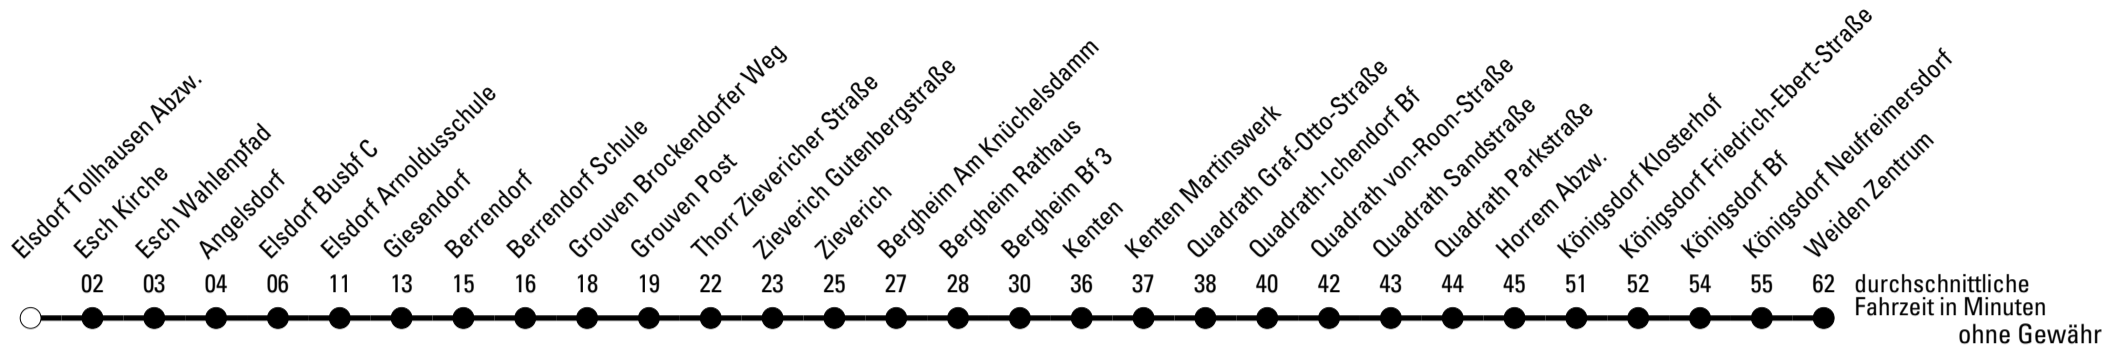 Elsdorf Tollhausen Abzw.
Esch Kirche
Esch Wahlenpfad
Angelsdorf
Elsdorf Busbf C
Elsdorf Arnoldusschule
Giesendorf
Berrendorf
Berrendorf Schule
Grouven Brockendorfer Weg
Grouven Post
Thorr Zievericher Straße
Zieverich Gutenbergstraße
Zieverich
Bergheim Am Knüchelsdamm
Bergheim Rathaus
Bergheim Bf 3
Kenten
Kenten Martinswerk
Quadrath Graf-Otto-Straße
Quadrath-Ichendorf Bf
Quadrath von-Roon-Straße
Quadrath Sandstraße
Quadrath Parkstraße
Horrem Abzw.
Königsdorf Klosterhof
Königsdorf Friedrich-Ebert-Straße
Königsdorf Bf
Königsdorf Neufreimersdorf
Weiden Zentrum
02 03 04 06 11 13 15 16 18 19 22 23 25 27 28 30 36 37 38 40 42 43 44 45 51 52 54 55 62 durchschnittliche
Fahrzeit in Minuten
ohne Gewähr